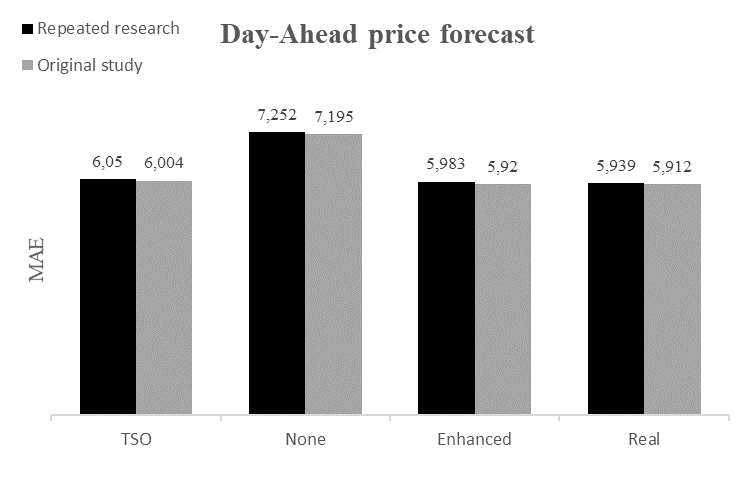 Repeated research
Original study
Day-Ahead price forecast
7,252
7,195
6,05
6,004
5,983
5,92
5,939
5,912
MAE
TSO
None
Enhanced
Real